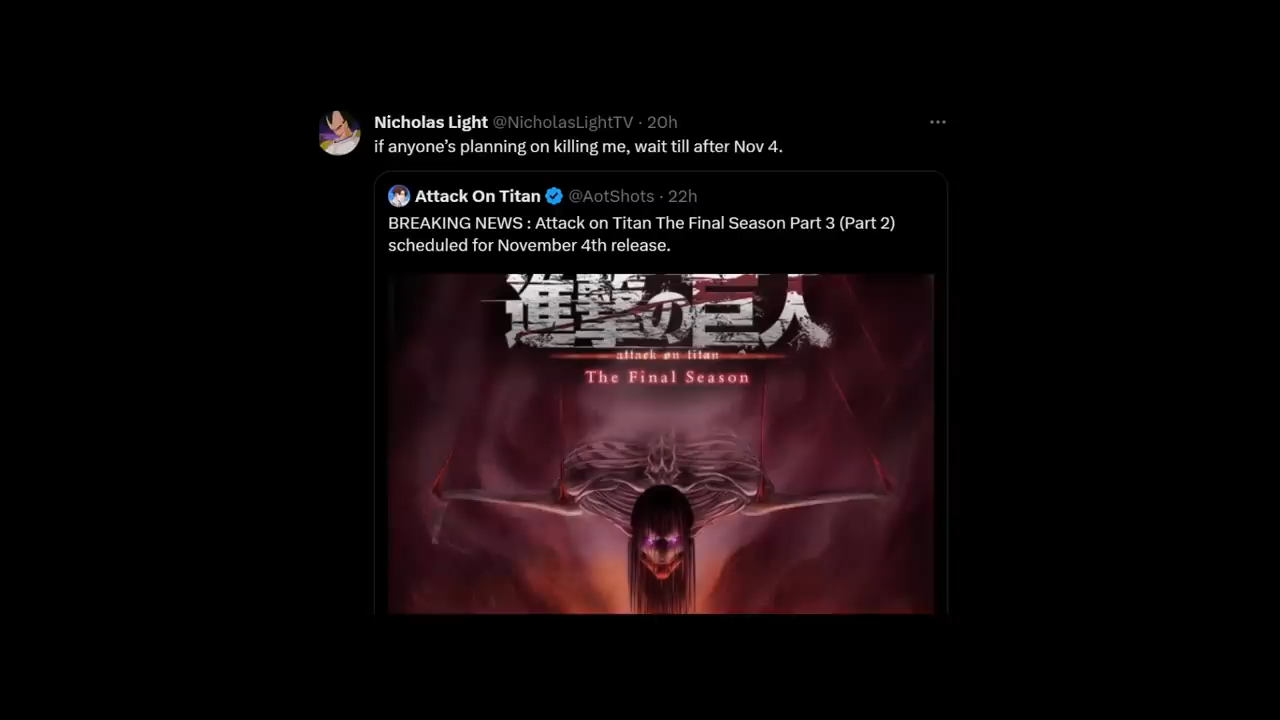 Nicholas Light @NicholasLightTV · 20h
if anyone’s planning on killing me, wait till after Nov 4.
Attack On Titan @AotShots · 22h
BREAKING NEWS : Attack on Titan The Final Season Part 3 (Part 2)
scheduled for November 4th release.
進撃の巨人
attack on titan
The Final Season